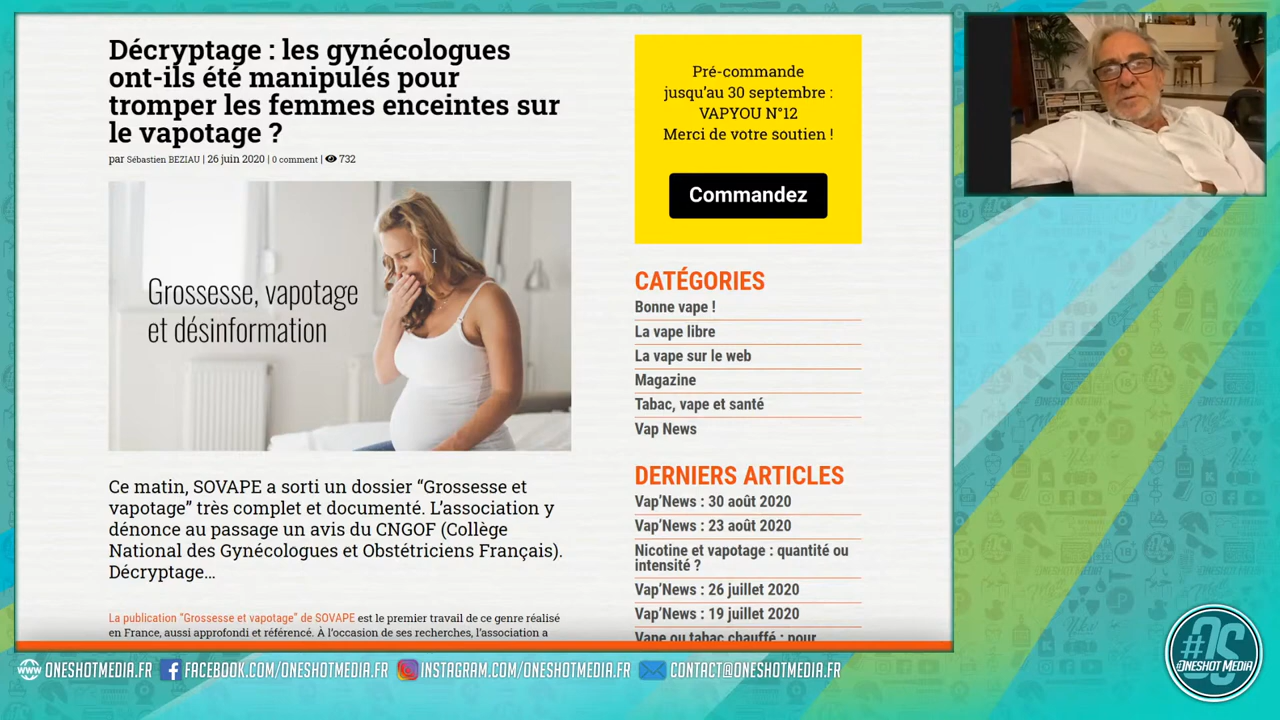 Décryptage : les gynécologues
ont-ils été manipulés pour
tromper les femmes enceintes sur
le vapotage ?
par Sébastien BEZIAU | 26 juin 2020 | 0 comment | 732
Grossesse, vapotage
et désinformation
Ce matin, SOVAPE a sorti un dossier “Grossesse et
vapotage” très complet et documenté. L’association y
dénonce au passage un avis du CNGOF (Collège
National des Gynécologues et Obstétriciens Français).
Décryptage…
La publication “Grossesse et vapotage” de SOVAPE est le premier travail de ce genre réalisé
en France, aussi approfondi et référencé. À l’occasion de ses recherches, l’association a
Pré-commande
jusqu’au 30 septembre :
VAPYOU N°12
Merci de votre soutien !
Commandez
CATÉGORIES
Bonne vape !
La vape libre
La vape sur le web
Magazine
Tabac, vape et santé
Vap News
DERNIERS ARTICLES
Vap’News : 30 août 2020
Vap’News : 23 août 2020
Nicotine et vapotage : quantité ou
intensité ?
Vap’News : 26 juillet 2020
Vap’News : 19 juillet 2020
Vape ou tabac chauffé : pour
ONESHOTMEDIA.FR FACEBOOK.COM/ONESHOTMEDIA.FR INSTAGRAM.COM/ONESHOTMEDIA.FR CONTACT@ONESHOTMEDIA.FR
#OS
ONESHOT MEDIA